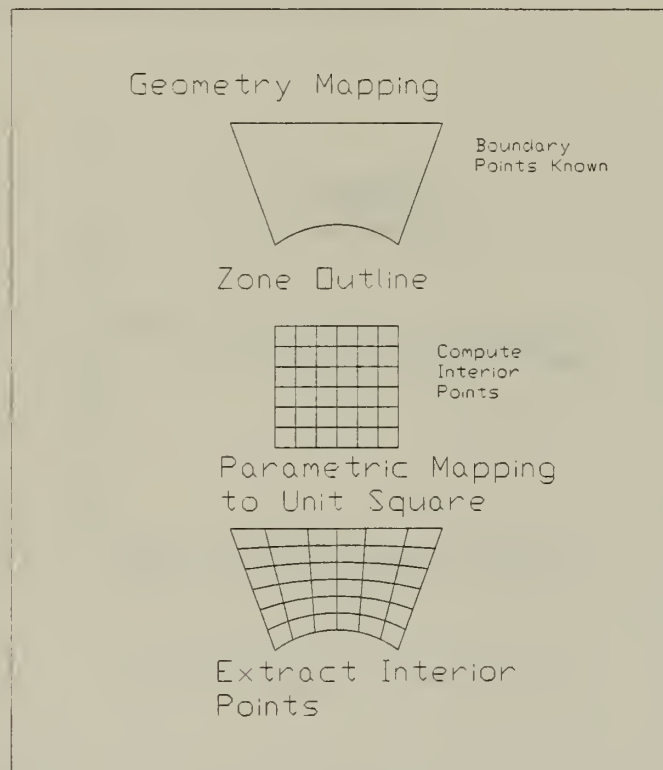 Geometry Mapping
Boundary
Points Known
Zone Outline
Compute
Interior
Points
Parametric Mapping
to Unit Square
Extract Interior
Points